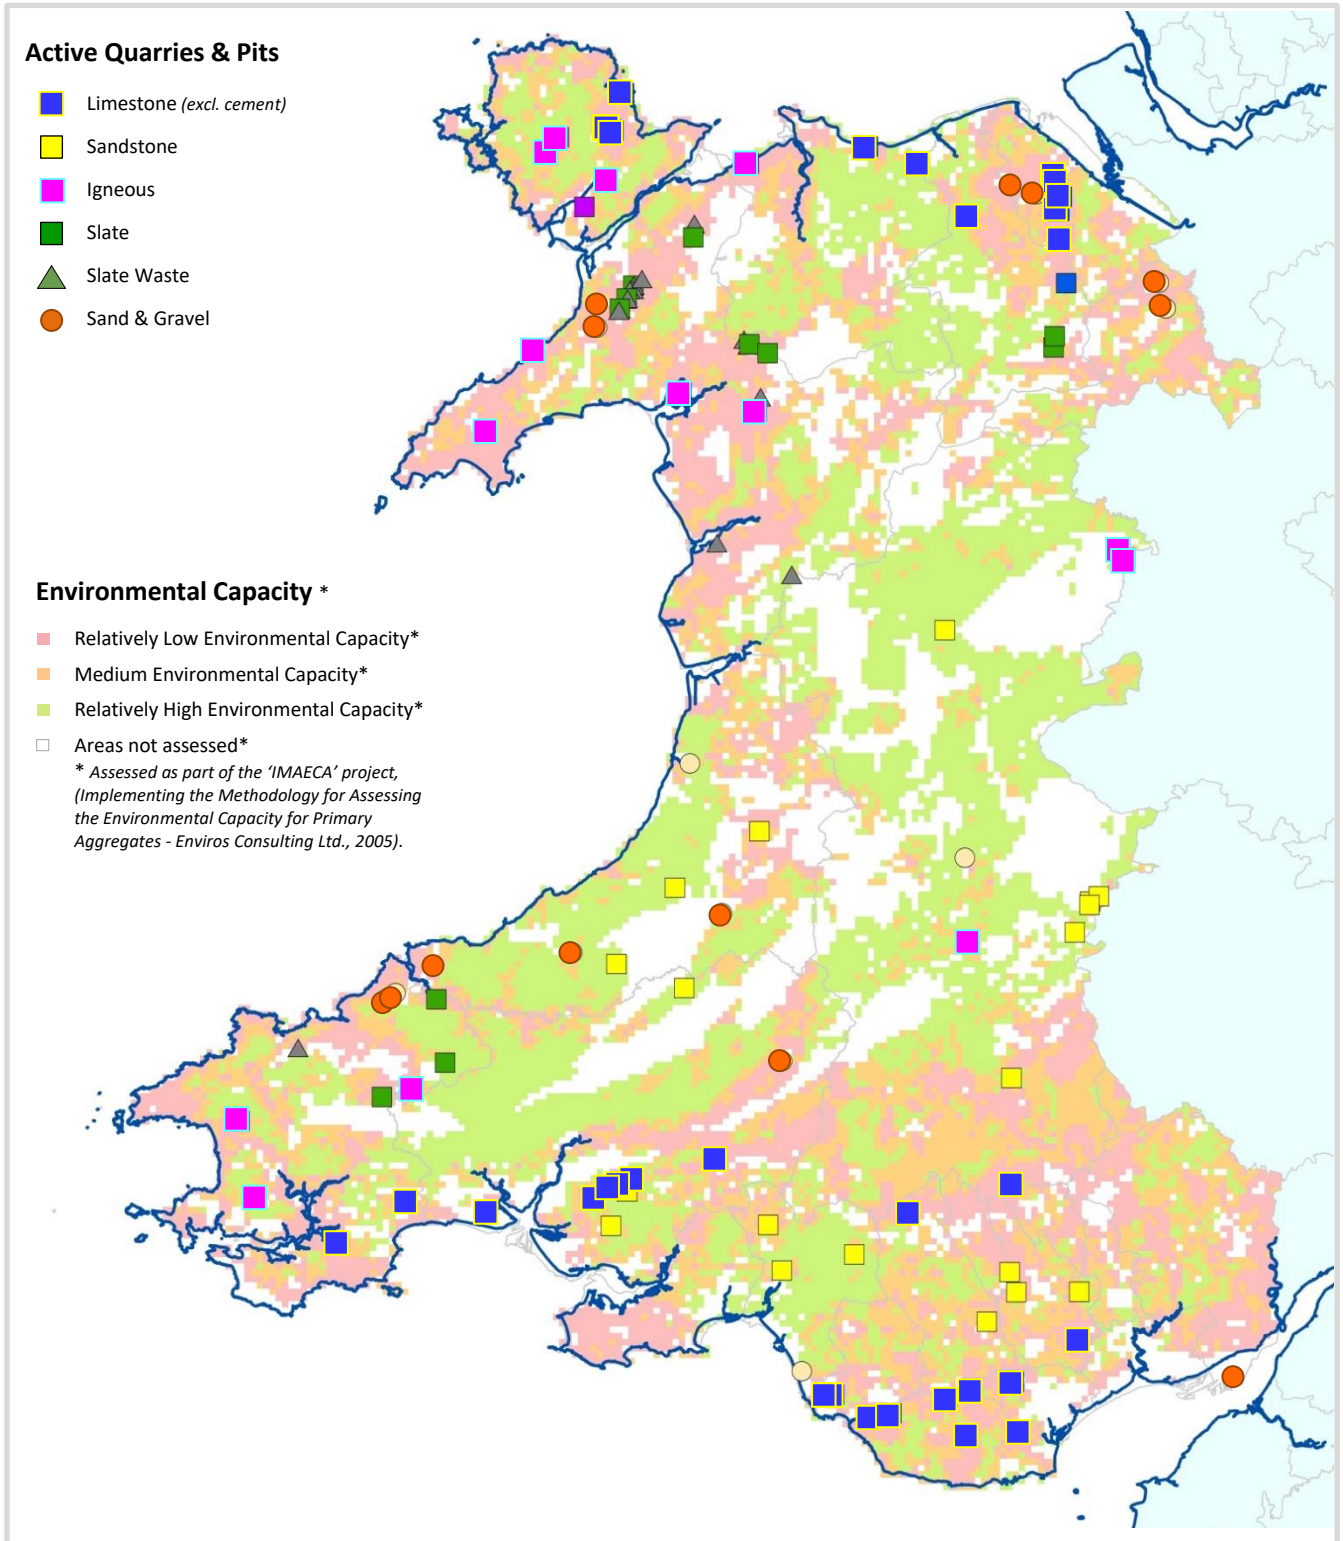 Active Quarries & Pits
Limestone (excl. cement)
Sandstone
Igneous
Slate
Slate Waste
Sand & Gravel
Environmental Capacity *
Relatively Low Environmental Capacity*
Medium Environmental Capacity*
Relatively High Environmental Capacity*
Areas not assessed*
* Assessed as part of the ‘IMAECA’ project,
(Implementing the Methodology for Assessing
the Environmental Capacity for Primary
Aggregates - Enviros Consulting Ltd., 2005).